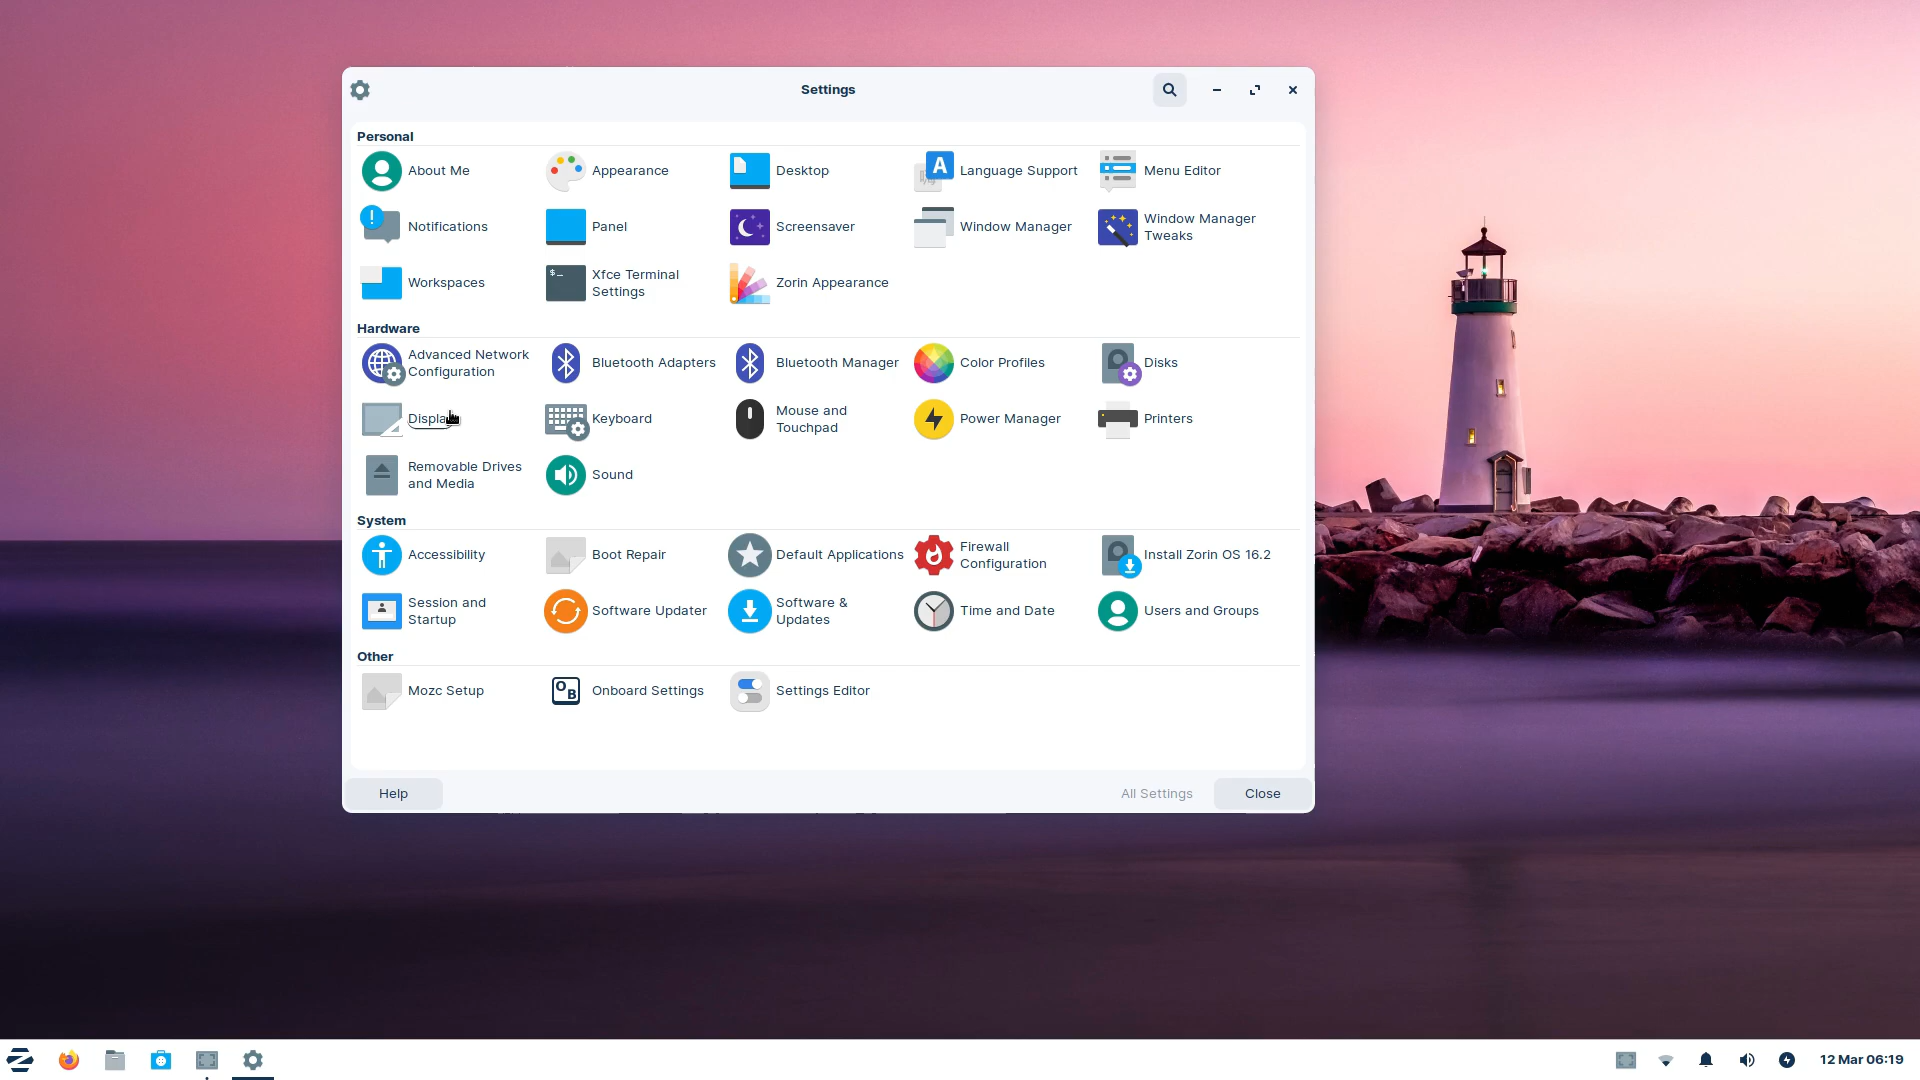 Settings
Personal
About Me
Appearance
Desktop
A
Language Support
Menu Editor
!
Notifications
Panel
Screensaver
Window Manager
Window Manager
Tweaks
Workspaces
$_
Xfce Terminal
Settings
Zorin Appearance
Hardware
Advanced Network
Configuration
Bluetooth Adapters
Bluetooth Manager
Color Profiles
Disks
Display
Keyboard
Mouse and
Touchpad
Power Manager
Printers
Removable Drives
and Media
Sound
System
Accessibility
Boot Repair
Default Applications
Firewall
Configuration
Install Zorin OS 16.2
Session and
Startup
Software Updater
Software &
Updates
Time and Date
Users and Groups
Other
Mozc Setup
OB
Onboard Settings
Settings Editor
Help
All Settings
Close
12 Mar 06:19